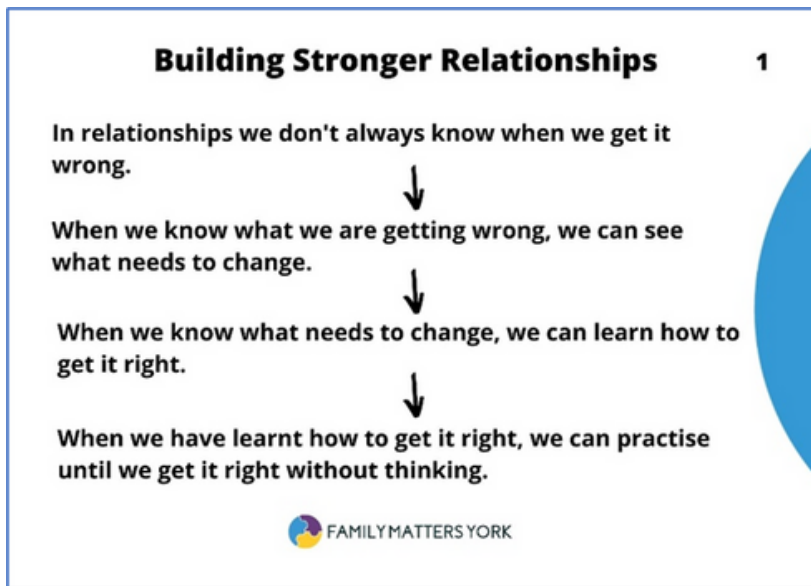 Building Stronger Relationships
1
In relationships we don't always know when we get it
wrong.
When we know what we are getting wrong, we can see
what needs to change.
When we know what needs to change, we can learn how to
get it right.
When we have learnt how to get it right, we can practise
until we get it right without thinking.
FAMILY MATTERS YORK